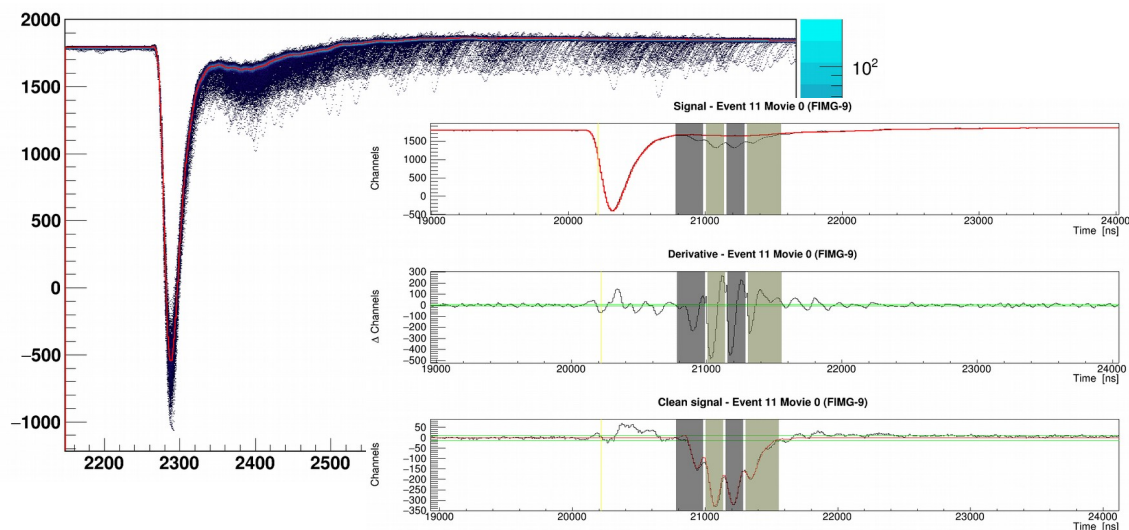 2000
1500
1000
500
0
−500
−1000
2200 2300 2400 2500
10²
Signal - Event 11 Movie 0 (FIMG-9)
Channels
1500
1000
500
0
−500
19000 20000 21000 22000 23000 24000
Time [ns]
Derivative - Event 11 Movie 0 (FIMG-9)
Δ Channels
300
200
100
0
−100
−200
−300
−400
−500
19000 20000 21000 22000 23000 24000
Time [ns]
Clean signal - Event 11 Movie 0 (FIMG-9)
Channels
50
0
−50
−100
−150
−200
−250
−300
−350
19000 20000 21000 22000 23000 24000
Time [ns]